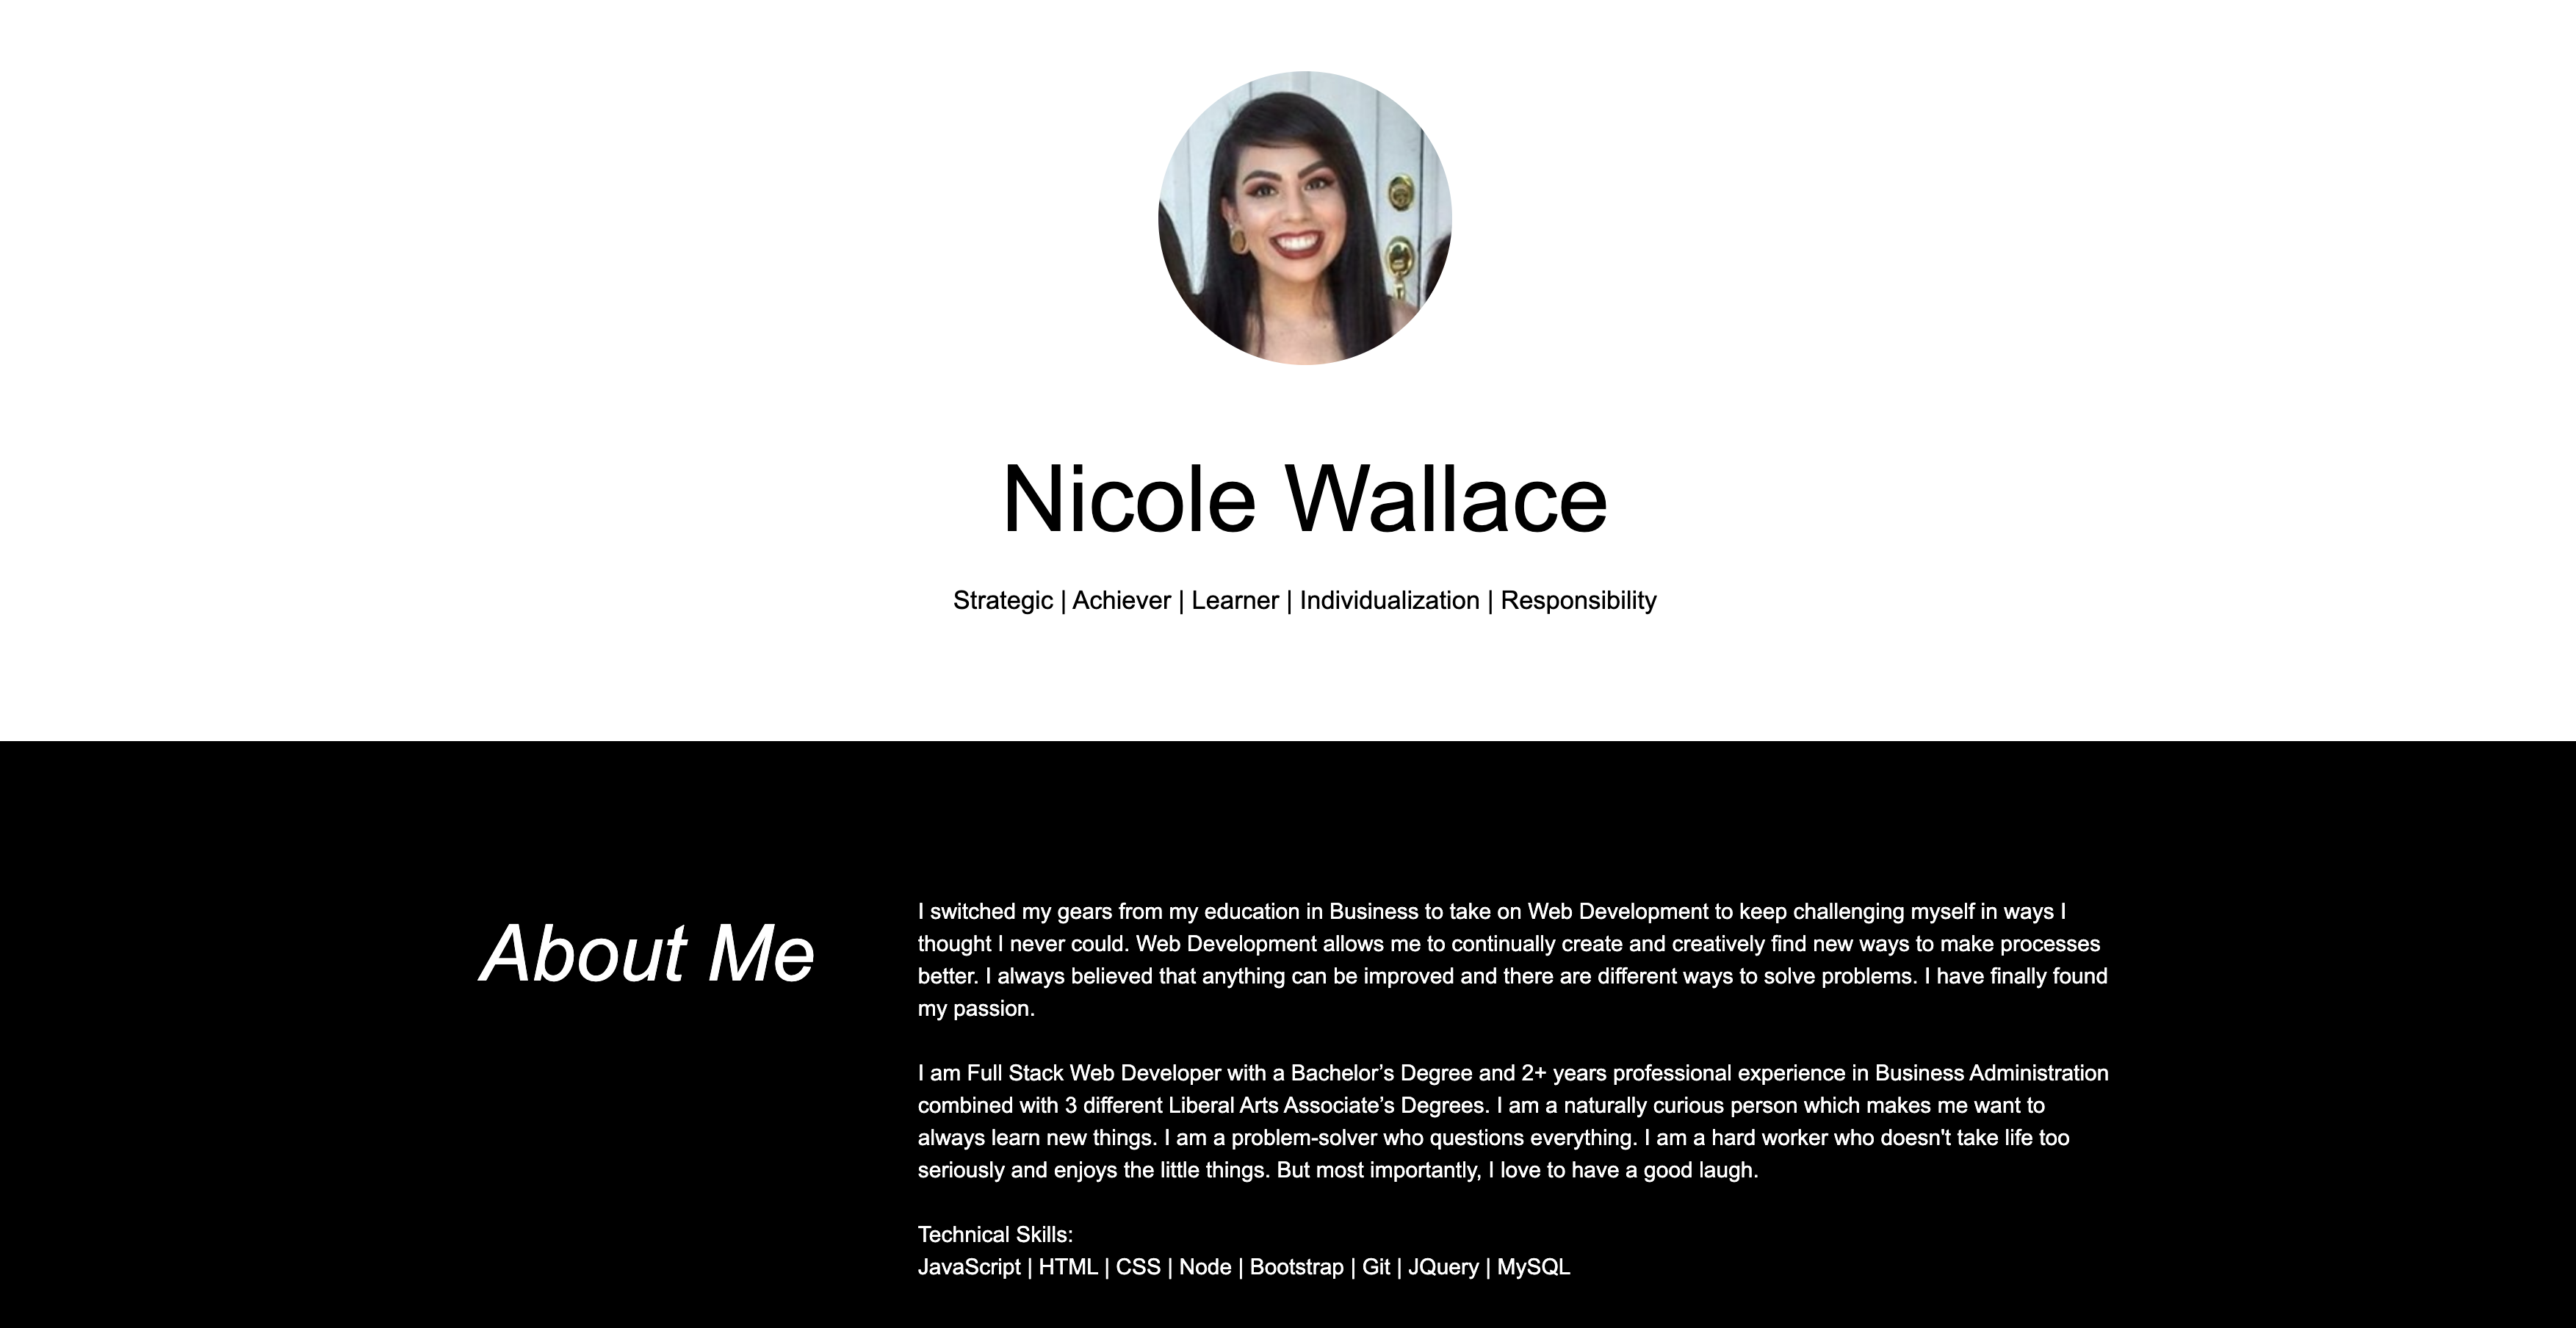 Nicole Wallace
Strategic | Achiever | Learner | Individualization | Responsibility
About Me
I switched my gears from my education in Business to take on Web Development to keep challenging myself in ways I
thought I never could. Web Development allows me to continually create and creatively find new ways to make processes
better. I always believed that anything can be improved and there are different ways to solve problems. I have finally found
my passion.
I am Full Stack Web Developer with a Bachelor’s Degree and 2+ years professional experience in Business Administration
combined with 3 different Liberal Arts Associate’s Degrees. I am a naturally curious person which makes me want to
always learn new things. I am a problem-solver who questions everything. I am a hard worker who doesn't take life too
seriously and enjoys the little things. But most importantly, I love to have a good laugh.
Technical Skills:
JavaScript | HTML | CSS | Node | Bootstrap | Git | JQuery | MySQL